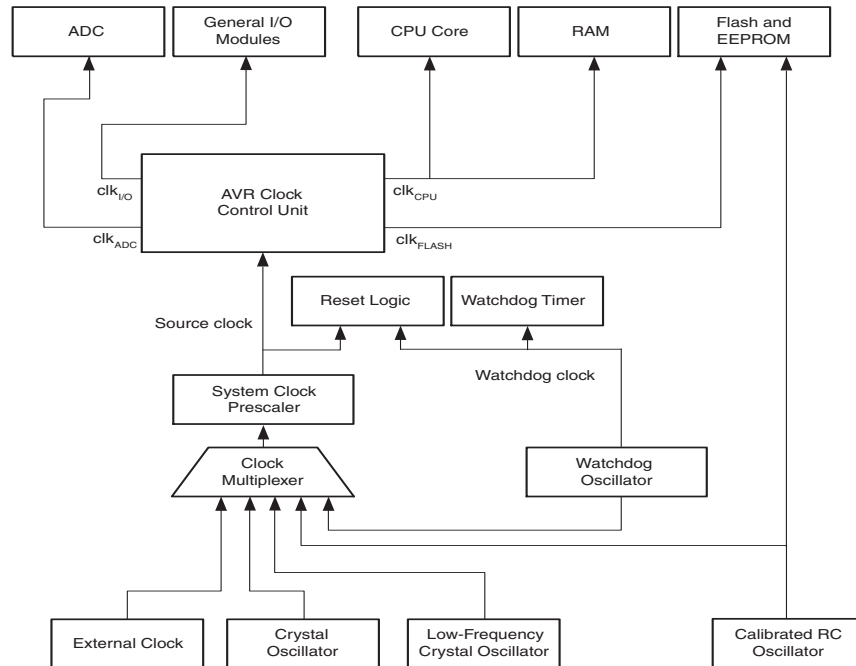 ADC
General I/O
Modules
CPU Core
RAM
Flash and
EEPROM
clkI/O
AVR Clock
Control Unit
clkCPU
clkADC
clkFLASH
Reset Logic
Watchdog Timer
Source clock
Watchdog clock
System Clock
Prescaler
Clock
Multiplexer
Watchdog
Oscillator
External Clock
Crystal
Oscillator
Low-Frequency
Crystal Oscillator
Calibrated RC
Oscillator